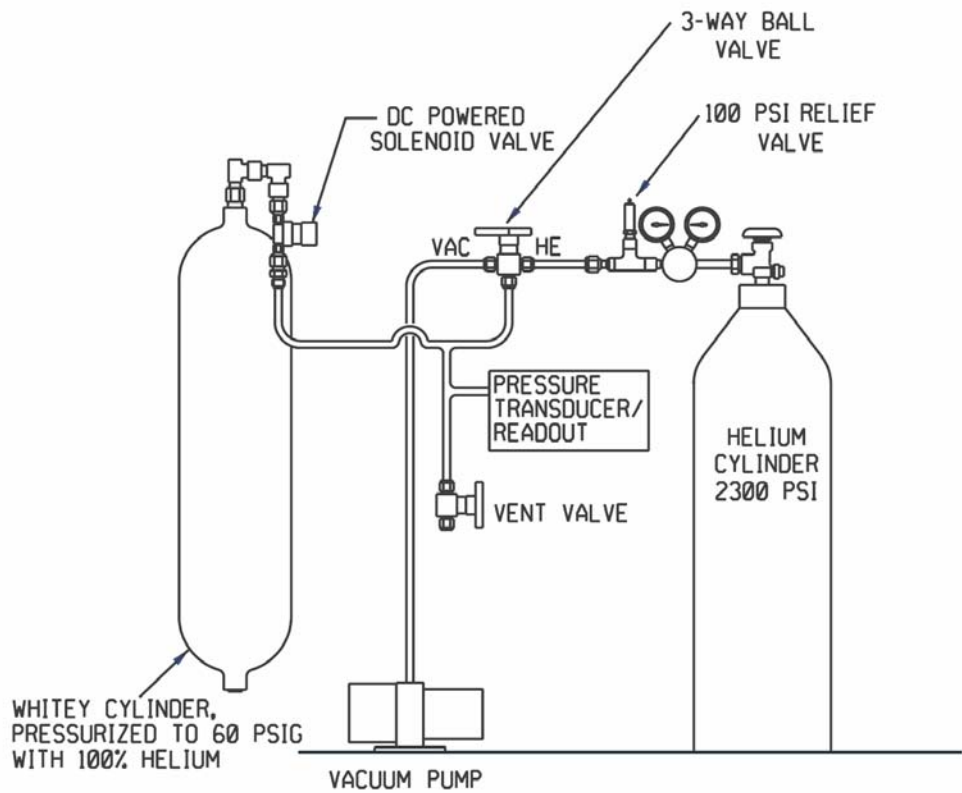 3-WAY BALL
VALVE
DC POWERED
SOLENOID VALVE
100 PSI RELIEF
VALVE
VAC
HE
PRESSURE
TRANSDUCER/
READOUT
HELIUM
CYLINDER
2300 PSI
VENT VALVE
WHITEY CYLINDER,
PRESSURIZED TO 60 PSIG
WITH 100% HELIUM
VACUUM PUMP